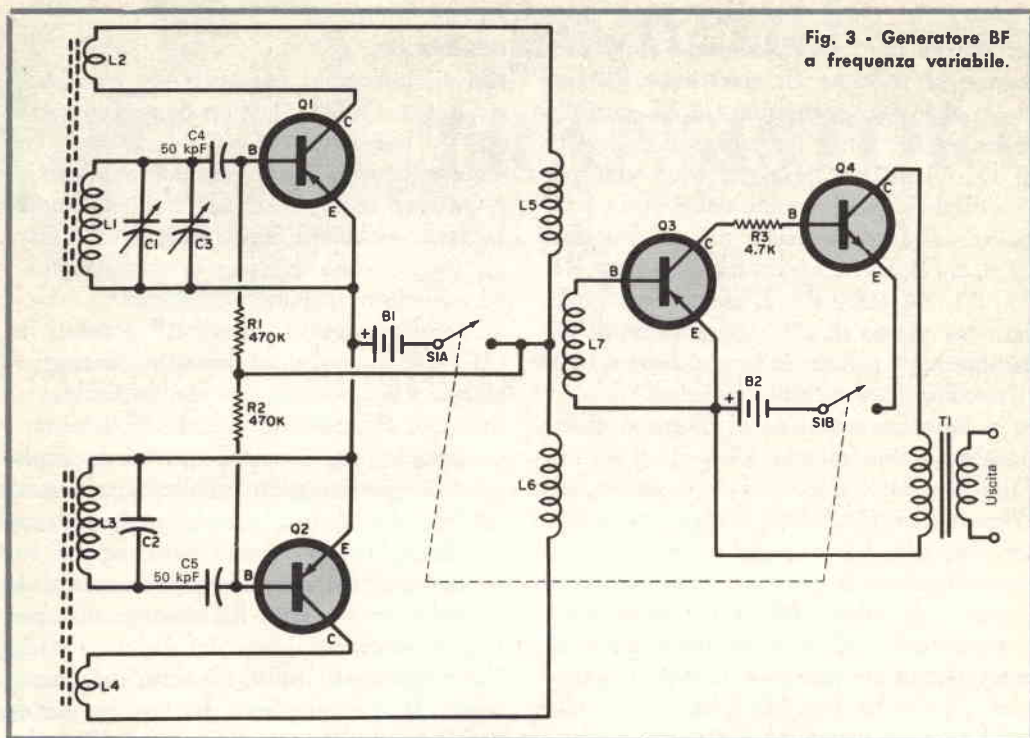 Fig. 3 - Generatore BF
a frequenza variabile.
L2
Q1
C
C4
50 kpF
B
E
L1
C1
C3
L5
Q3
C
R3
4.7K
B
Q4
C
E
B
E
R1
470K
+
B1
S1A
L7
R2
470K
+
B2
S1B
T1
Uscita
L6
L3
C2
C5
50 kpF
B
Q2
E
C
L4